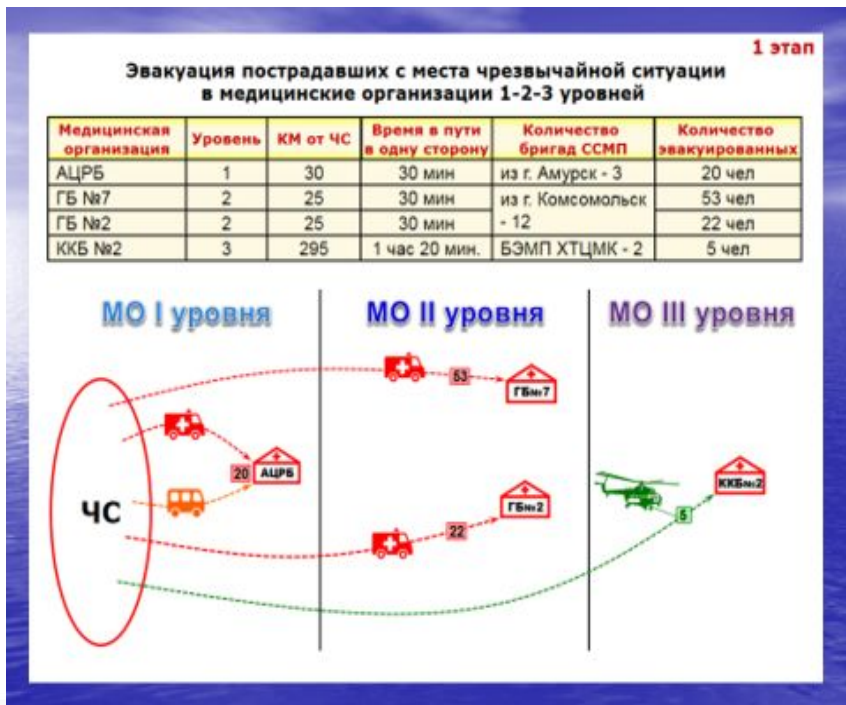 1 этап
Эвакуация пострадавших с места чрезвычайной ситуации
в медицинские организации 1-2-3 уровней
Медицинская организация Уровень КМ от ЧС Время в пути в одну сторону Количество бригад ССМП Количество эвакуированных
АЦРБ 1 30 30 мин из г. Амурск - 3 20 чел
ГБ №7 2 25 30 мин из г. Комсомольск - 12 53 чел
ГБ №2 2 25 30 мин 22 чел
ККБ №2 3 295 1 час 20 мин. БЭМП ХТЦМК - 2 5 чел
МО I уровня МО II уровня МО III уровня
53
ГБ№7
20 АЦРБ
ККБ№2
ЧС
ГБ№2
5
22